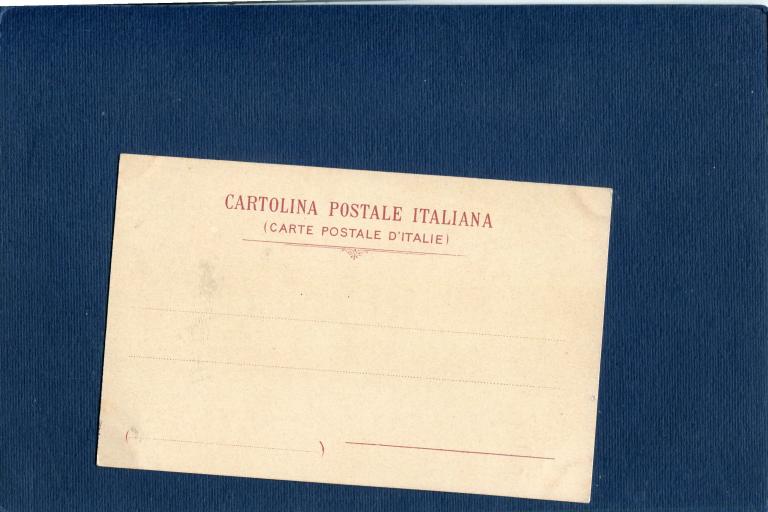 CARTOLINA POSTALE ITALIANA
(CARTE POSTALE D'ITALIE)
( )